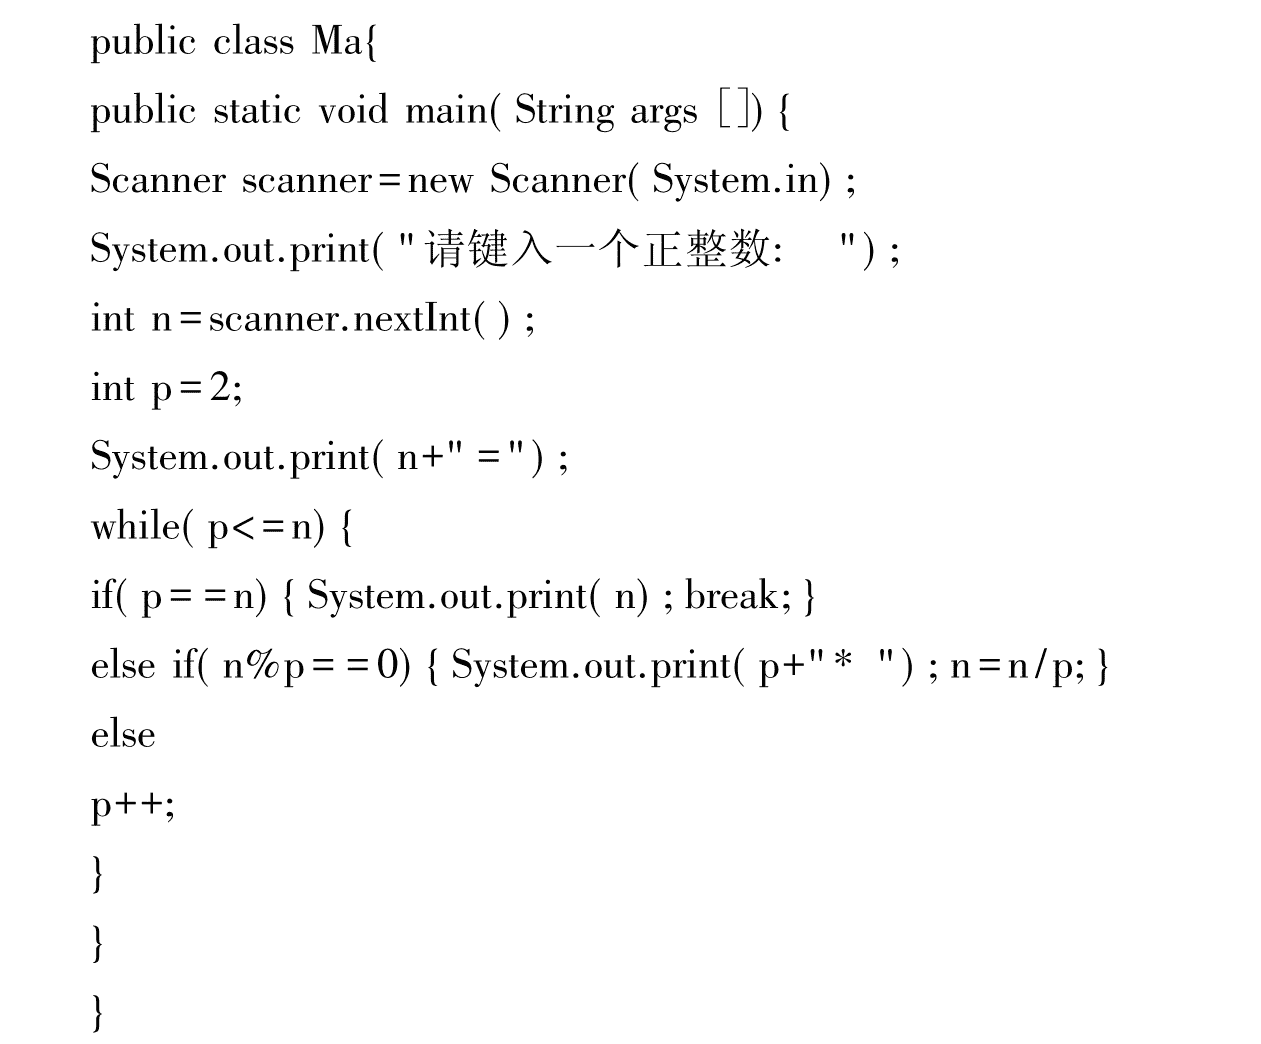 public class Ma{
public static void main( String args []) {
Scanner scanner=new Scanner( System.in) ;
System.out.print( "请键入一个正整数:  ") ;
int n=scanner.nextInt( ) ;
int p=2;
System.out.print( n+" =") ;
while( p<=n) {
if( p==n) { System.out.print( n) ; break; }
else if( n%p==0) { System.out.print( p+"* ") ; n=n/p; }
else
p++;
}
}
}